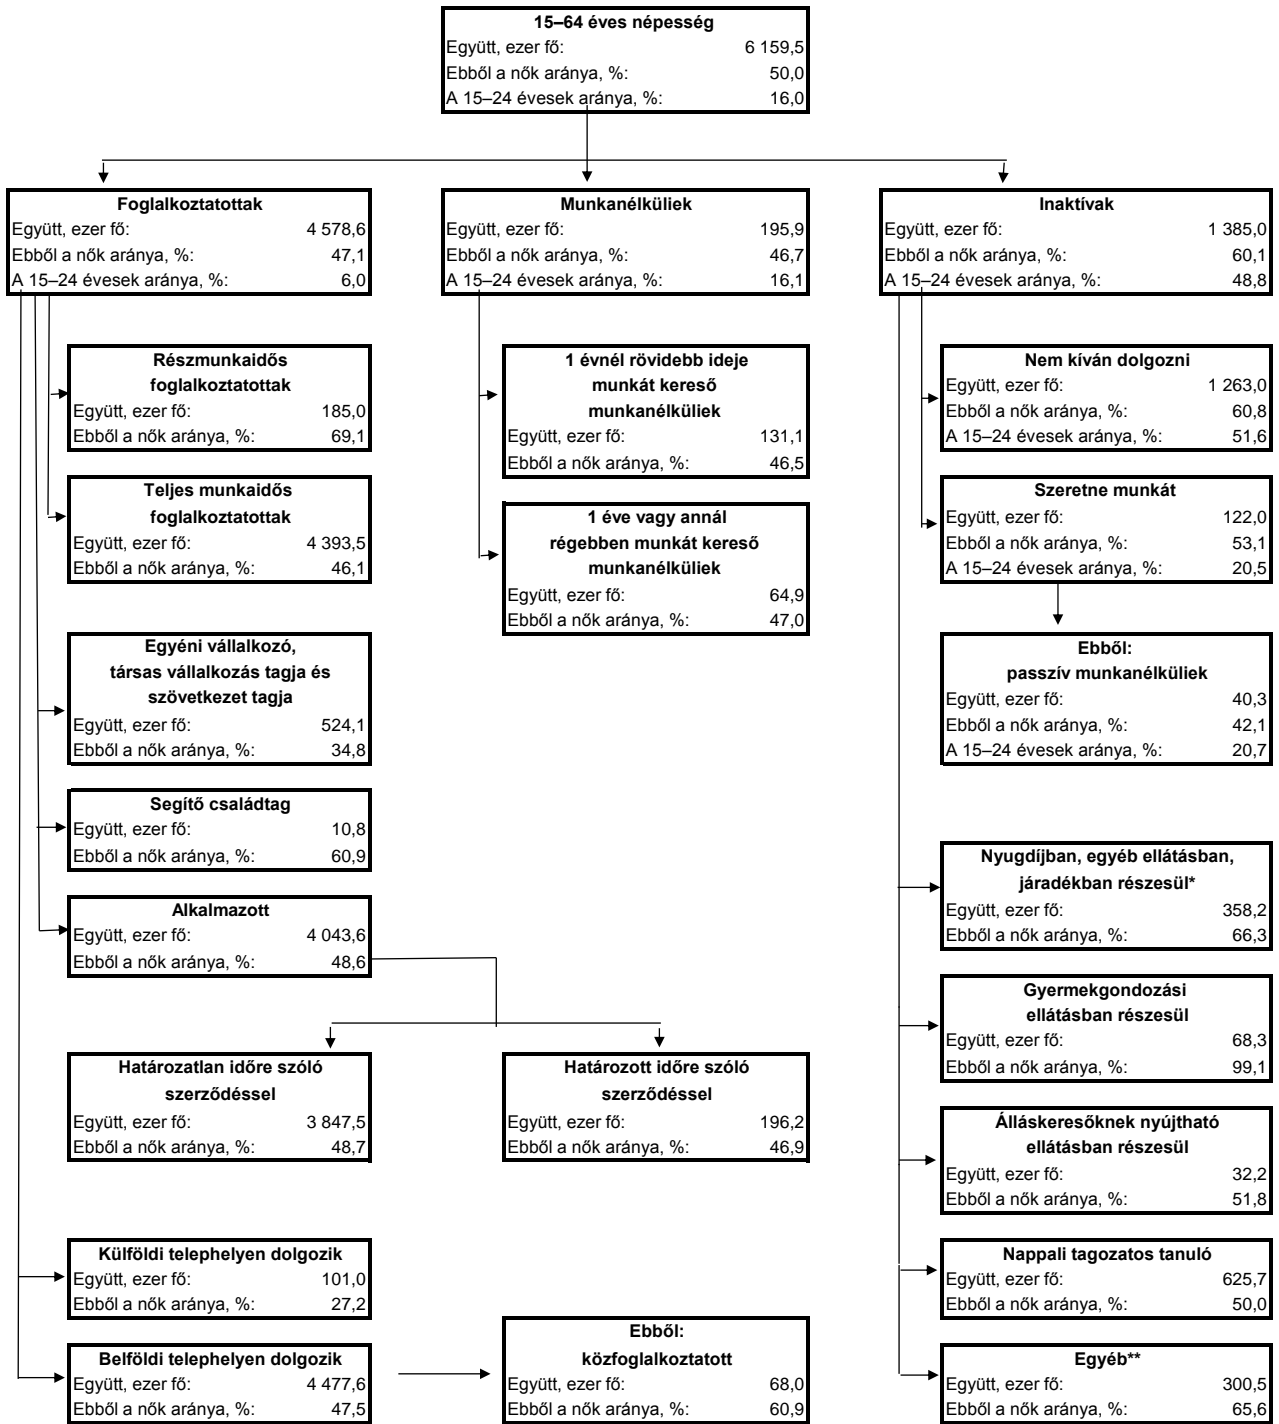 15–64 éves népesség
Együtt, ezer fő: 6 159,5
Ebből a nők aránya, %: 50,0
A 15–24 évesek aránya, %: 16,0
Foglalkoztatottak
Együtt, ezer fő: 4 578,6
Ebből a nők aránya, %: 47,1
A 15–24 évesek aránya, %: 6,0
Munkanélküliek
Együtt, ezer fő: 195,9
Ebből a nők aránya, %: 46,7
A 15–24 évesek aránya, %: 16,1
Inaktívak
Együtt, ezer fő: 1 385,0
Ebből a nők aránya, %: 60,1
A 15–24 évesek aránya, %: 48,8
Részmunkaidős
foglalkoztatottak
Együtt, ezer fő: 185,0
Ebből a nők aránya, %: 69,1
Teljes munkaidős
foglalkoztatottak
Együtt, ezer fő: 4 393,5
Ebből a nők aránya, %: 46,1
Egyéni vállalkozó,
társas vállalkozás tagja és
szövetkezet tagja
Együtt, ezer fő: 524,1
Ebből a nők aránya, %: 34,8
Segítő családtag
Együtt, ezer fő: 10,8
Ebből a nők aránya, %: 60,9
Alkalmazott
Együtt, ezer fő: 4 043,6
Ebből a nők aránya, %: 48,6
Határozatlan időre szóló
szerződéssel
Együtt, ezer fő: 3 847,5
Ebből a nők aránya, %: 48,7
Határozott időre szóló
szerződéssel
Együtt, ezer fő: 196,2
Ebből a nők aránya, %: 46,9
Külföldi telephelyen dolgozik
Együtt, ezer fő: 101,0
Ebből a nők aránya, %: 27,2
Belföldi telephelyen dolgozik
Együtt, ezer fő: 4 477,6
Ebből a nők aránya, %: 47,5
Ebből:
közfoglalkoztatott
Együtt, ezer fő: 68,0
Ebből a nők aránya, %: 60,9
1 évnél rövidebb ideje
munkát kereső
munkanélküliek
Együtt, ezer fő: 131,1
Ebből a nők aránya, %: 46,5
1 éve vagy annál
régebben munkát kereső
munkanélküliek
Együtt, ezer fő: 64,9
Ebből a nők aránya, %: 47,0
Nem kíván dolgozni
Együtt, ezer fő: 1 263,0
Ebből a nők aránya, %: 60,8
A 15–24 évesek aránya, %: 51,6
Szeretne munkát
Együtt, ezer fő: 122,0
Ebből a nők aránya, %: 53,1
A 15–24 évesek aránya, %: 20,5
Ebből:
passzív munkanélküliek
Együtt, ezer fő: 40,3
Ebből a nők aránya, %: 42,1
A 15–24 évesek aránya, %: 20,7
Nyugdíjban, egyéb ellátásban,
járadékban részesül*
Együtt, ezer fő: 358,2
Ebből a nők aránya, %: 66,3
Gyermekgondozási
ellátásban részesül
Együtt, ezer fő: 68,3
Ebből a nők aránya, %: 99,1
Álláskeresőknek nyújtható
ellátásban részesül
Együtt, ezer fő: 32,2
Ebből a nők aránya, %: 51,8
Nappali tagozatos tanuló
Együtt, ezer fő: 625,7
Ebből a nők aránya, %: 50,0
Egyéb**
Együtt, ezer fő: 300,5
Ebből a nők aránya, %: 65,6